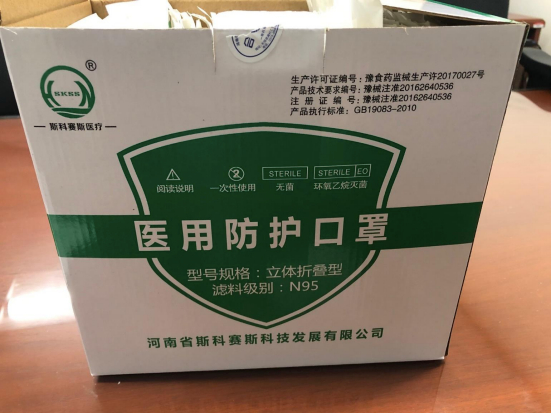 SKSS
®
斯科赛斯医疗
生产许可证编号：豫食药监械生产许20170027号
产品技术要求编号：豫械注准20162640536
注 册 证 编 号：豫械注准20162640536
产品执行标准：GB19083-2010
STERILE
STERILE EO
阅读说明
一次性使用
无菌
环氧乙烷灭菌
医用防护口罩
型号规格：立体折叠型
滤料级别：N95
河南省斯科赛斯科技发展有限公司